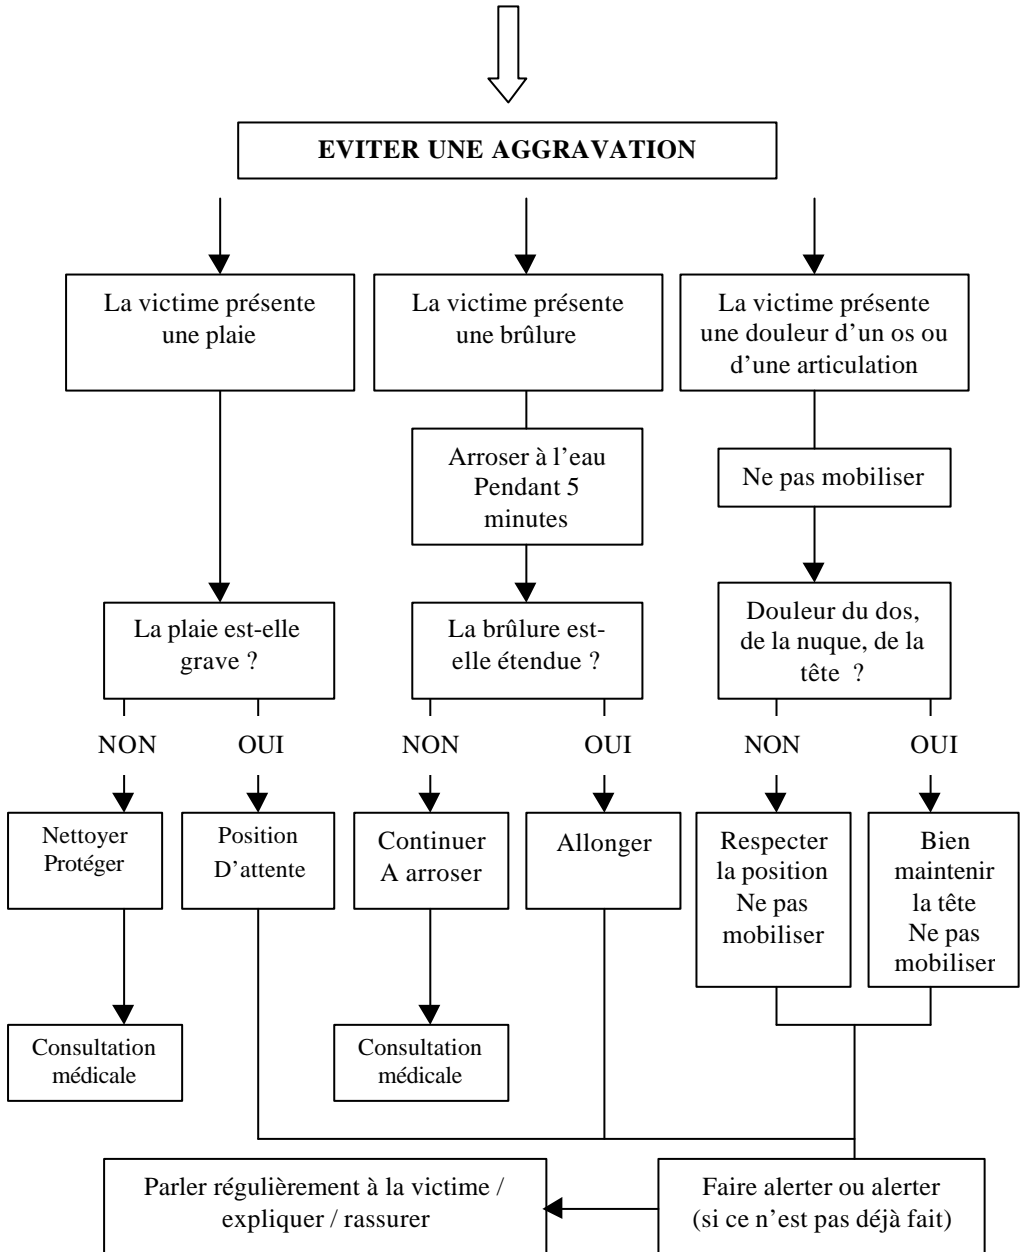 EVITER UNE AGGRAVATION
La victime présente
une plaie
La victime présente
une brûlure
La victime présente
une douleur d’un os ou
d’une articulation
Arroser à l’eau
Pendant 5
minutes
Ne pas mobiliser
La plaie est-elle
grave ?
La brûlure est-
elle étendue ?
Douleur du dos,
de la nuque, de la
tête ?
NON
OUI
NON
OUI
NON
OUI
Nettoyer
Protéger
Position
D’attente
Continuer
A arroser
Allonger
Respecter
la position
Ne pas
mobiliser
Bien
maintenir
la tête
Ne pas
mobiliser
Consultation
médicale
Consultation
médicale
Parler régulièrement à la victime /
expliquer / rassurer
Faire alerter ou alerter
(si ce n’est pas déjà fait)